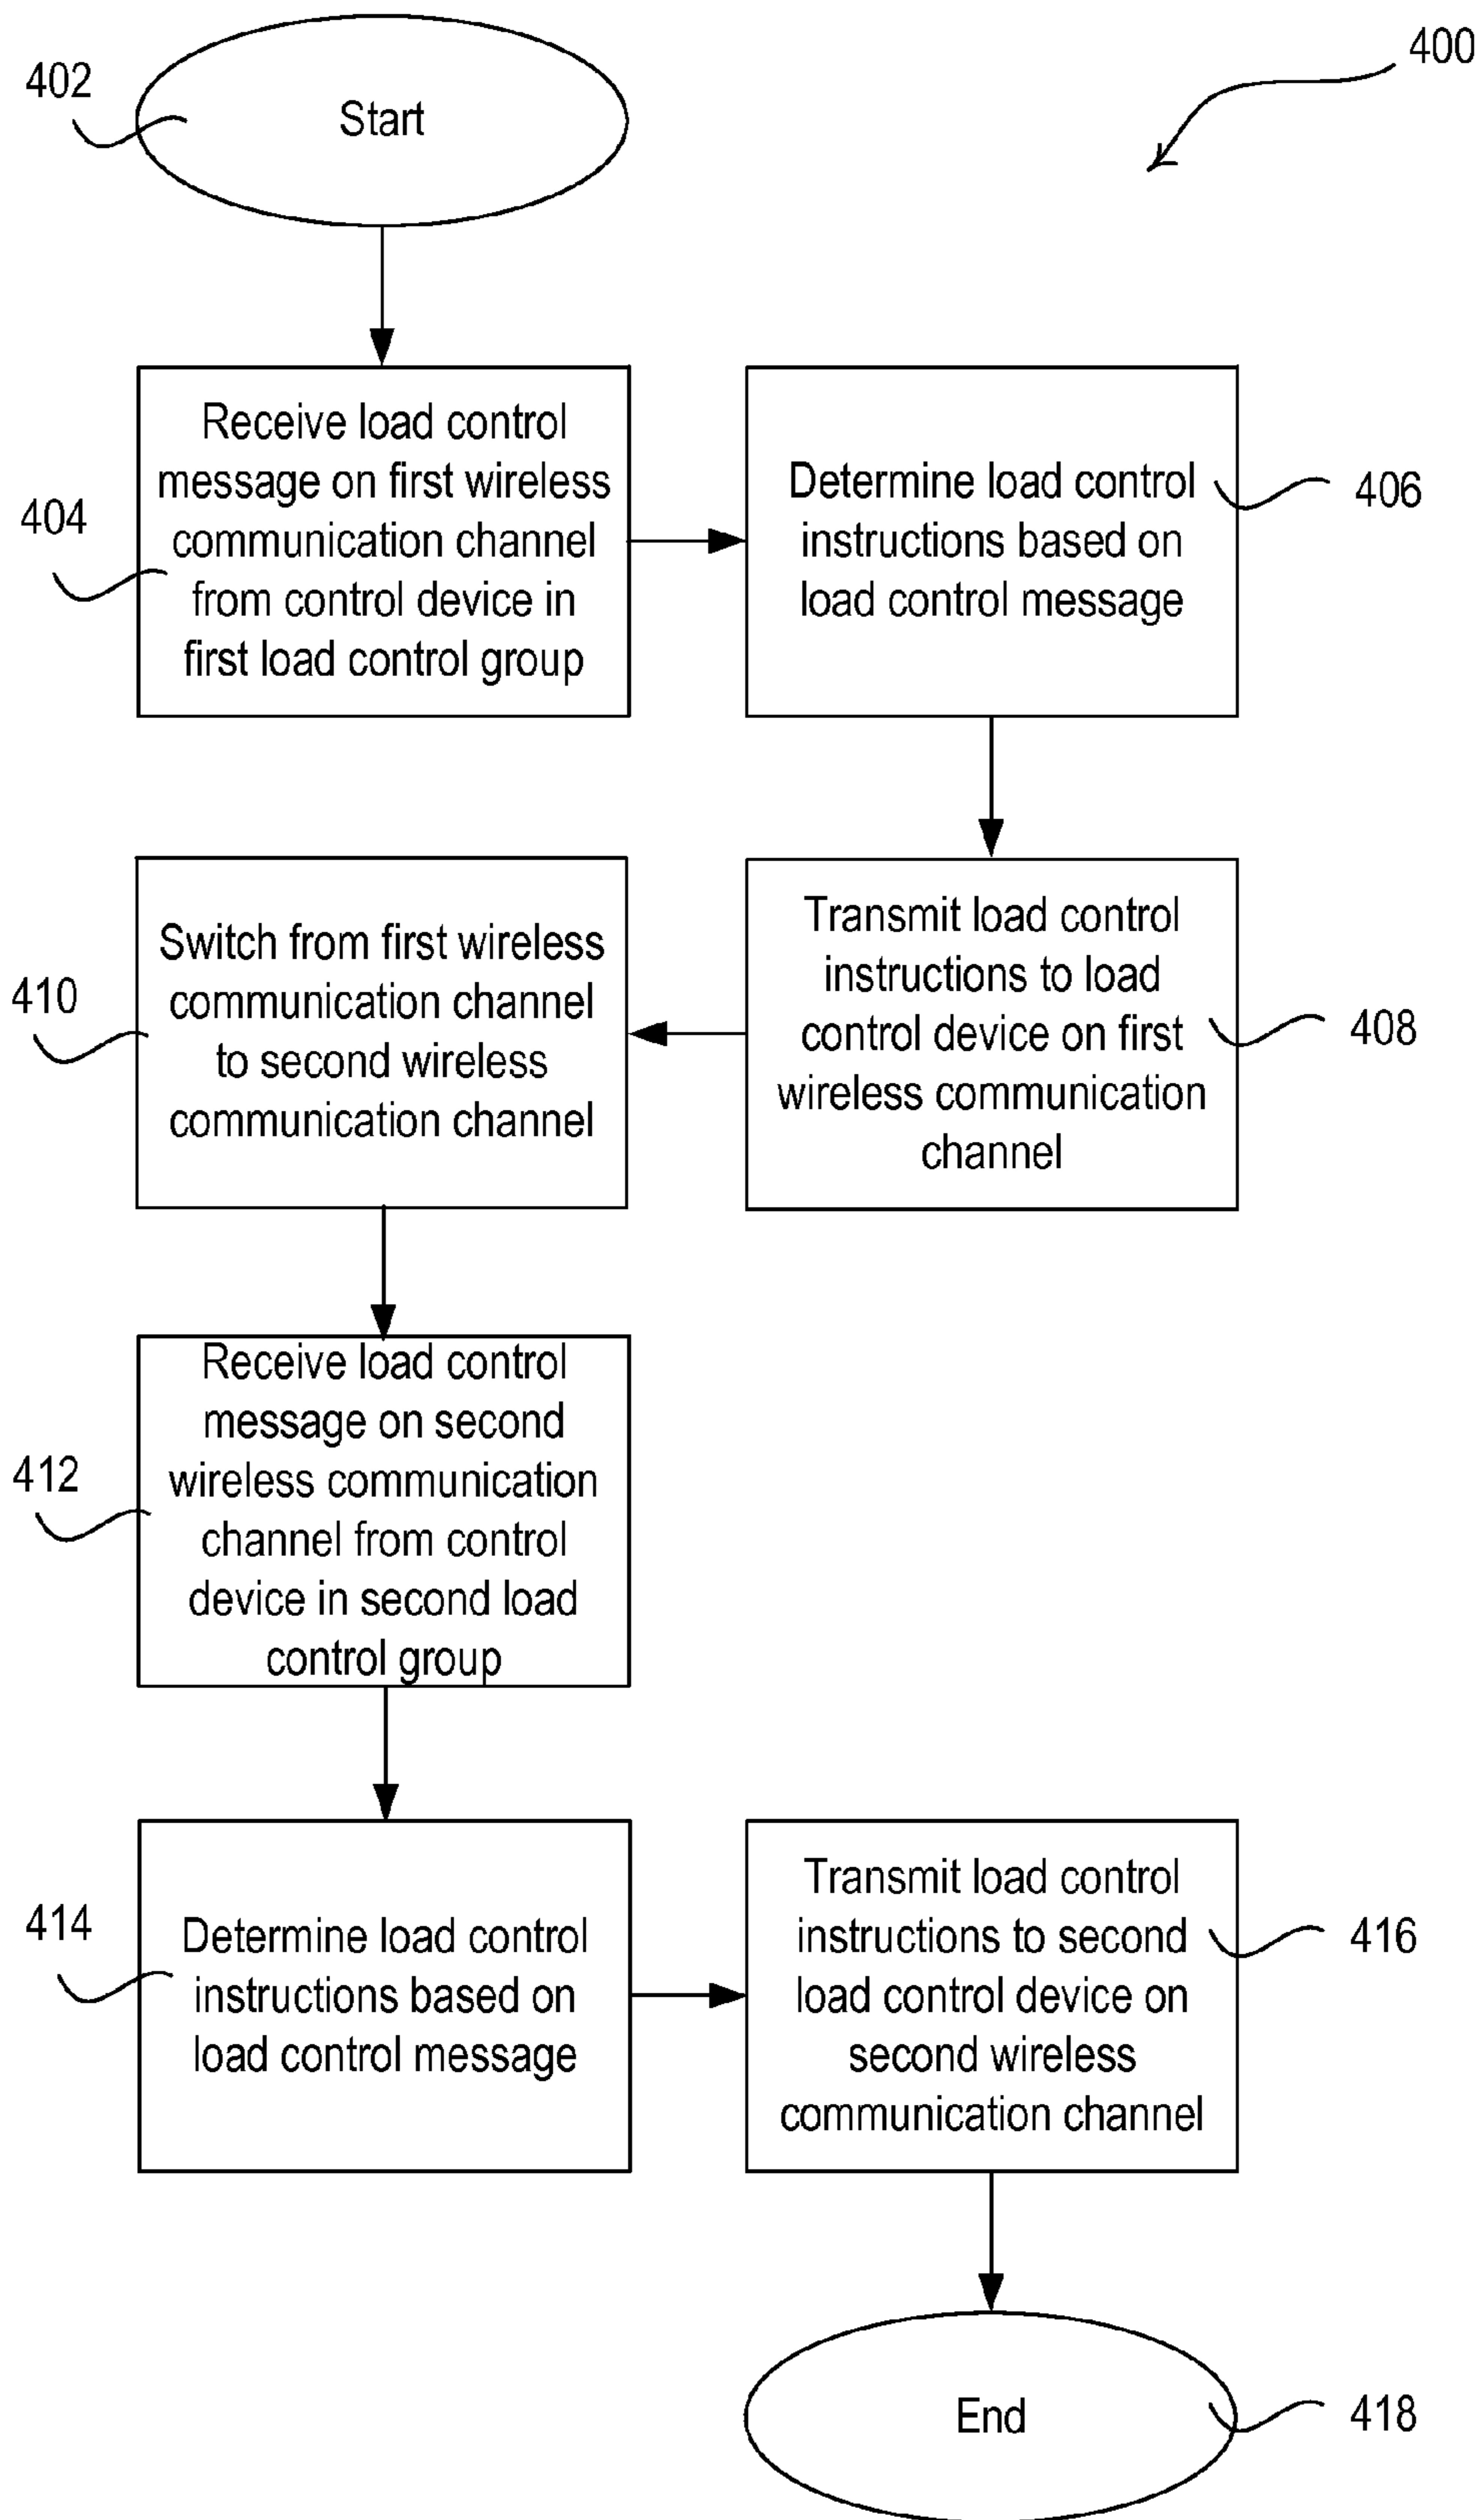 400
402
Start
404
Receive load control
message on first wireless
communication channel
from control device in
first load control group
406
Determine load control
instructions based on
load control message
408
Transmit load control
instructions to load
control device on first
wireless communication
channel
410
Switch from first wireless
communication channel
to second wireless
communication channel
412
Receive load control
message on second
wireless communication
channel from control
device in second load
control group
414
Determine load control
instructions based on
load control message
416
Transmit load control
instructions to second
load control device on
second wireless
communication channel
418
End